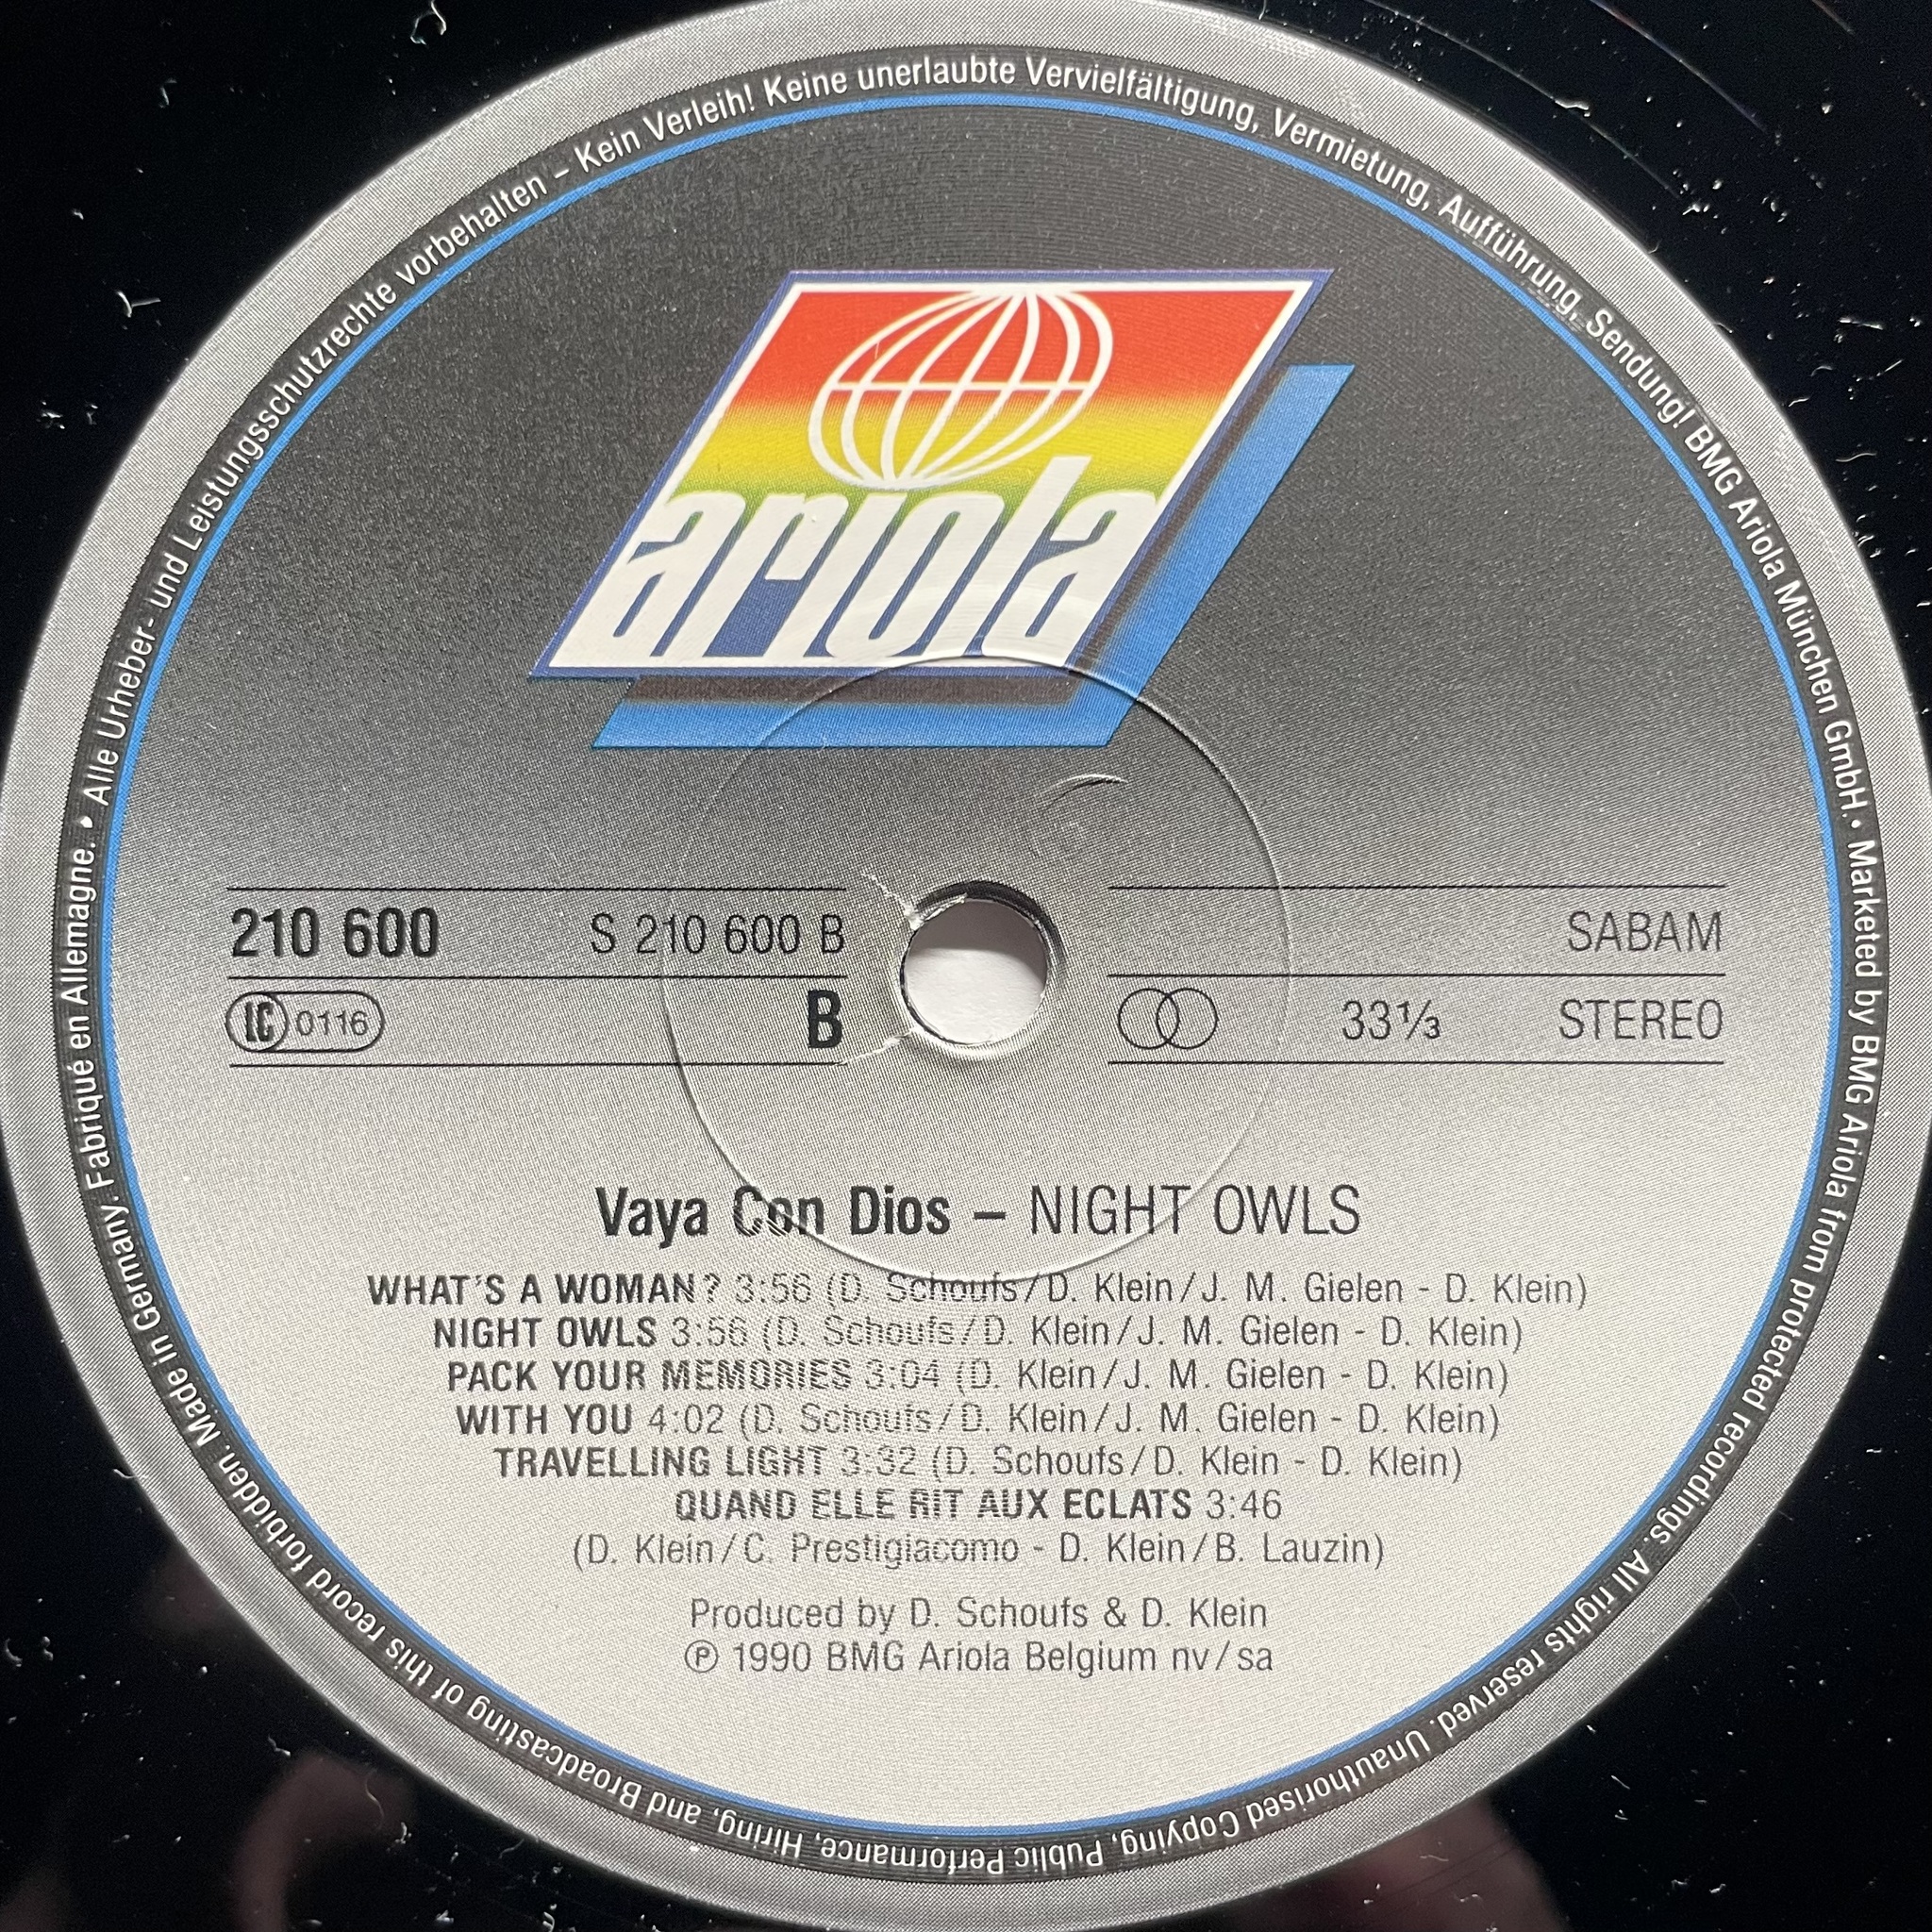 Alle Urheber- und Leistungsschutzrechte vorbehalten – Kein Verleih! Keine unerlaubte Vervielfältigung, Vermietung, Aufführung, Sendung! BMG Ariola München GmbH. • Marketed by BMG Ariola from protected recordings. All rights reserved. Unauthorised Copying, Public Performance, Hiring, and Broadcasting of this record forbidden. Made in Germany. Fabriqué en Allemagne. •
ariola
210 600 S 210 600 B SABAM
LC 0116 B 33⅓ STEREO
Vaya Con Dios – NIGHT OWLS
WHAT'S A WOMAN? 3:56 (D. Schoufs/D. Klein/J. M. Gielen - D. Klein)
NIGHT OWLS 3:56 (D. Schoufs/D. Klein/J. M. Gielen - D. Klein)
PACK YOUR MEMORIES 3:04 (D. Klein/J. M. Gielen - D. Klein)
WITH YOU 4:02 (D. Schoufs/D. Klein/J. M. Gielen - D. Klein)
TRAVELLING LIGHT 3:32 (D. Schoufs/D. Klein - D. Klein)
QUAND ELLE RIT AUX ECLATS 3:46
(D. Klein/C. Prestigiacomo - D. Klein/B. Lauzin)
Produced by D. Schoufs & D. Klein
℗ 1990 BMG Ariola Belgium nv/sa